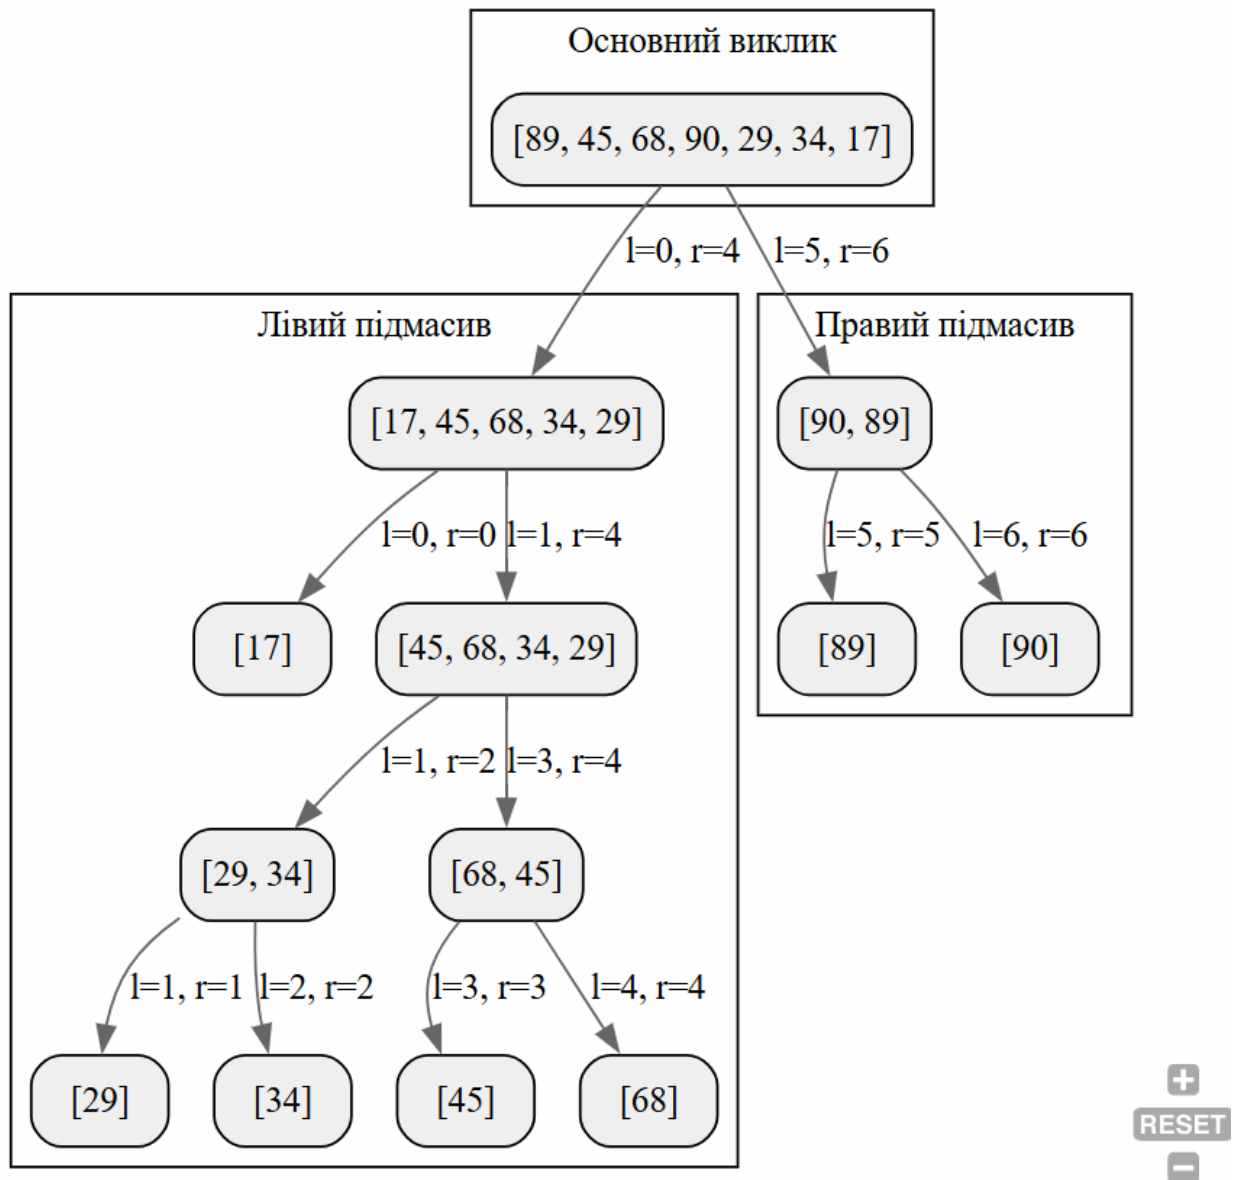 Основний виклик
[89, 45, 68, 90, 29, 34, 17]
l=0, r=4
l=5, r=6
Лівий підмасив
Правий підмасив
[17, 45, 68, 34, 29]
[90, 89]
l=0, r=0
l=1, r=4
l=5, r=5
l=6, r=6
[17]
[45, 68, 34, 29]
[89]
[90]
l=1, r=2
l=3, r=4
[29, 34]
[68, 45]
l=1, r=1
l=2, r=2
l=3, r=3
l=4, r=4
[29]
[34]
[45]
[68]
RESET